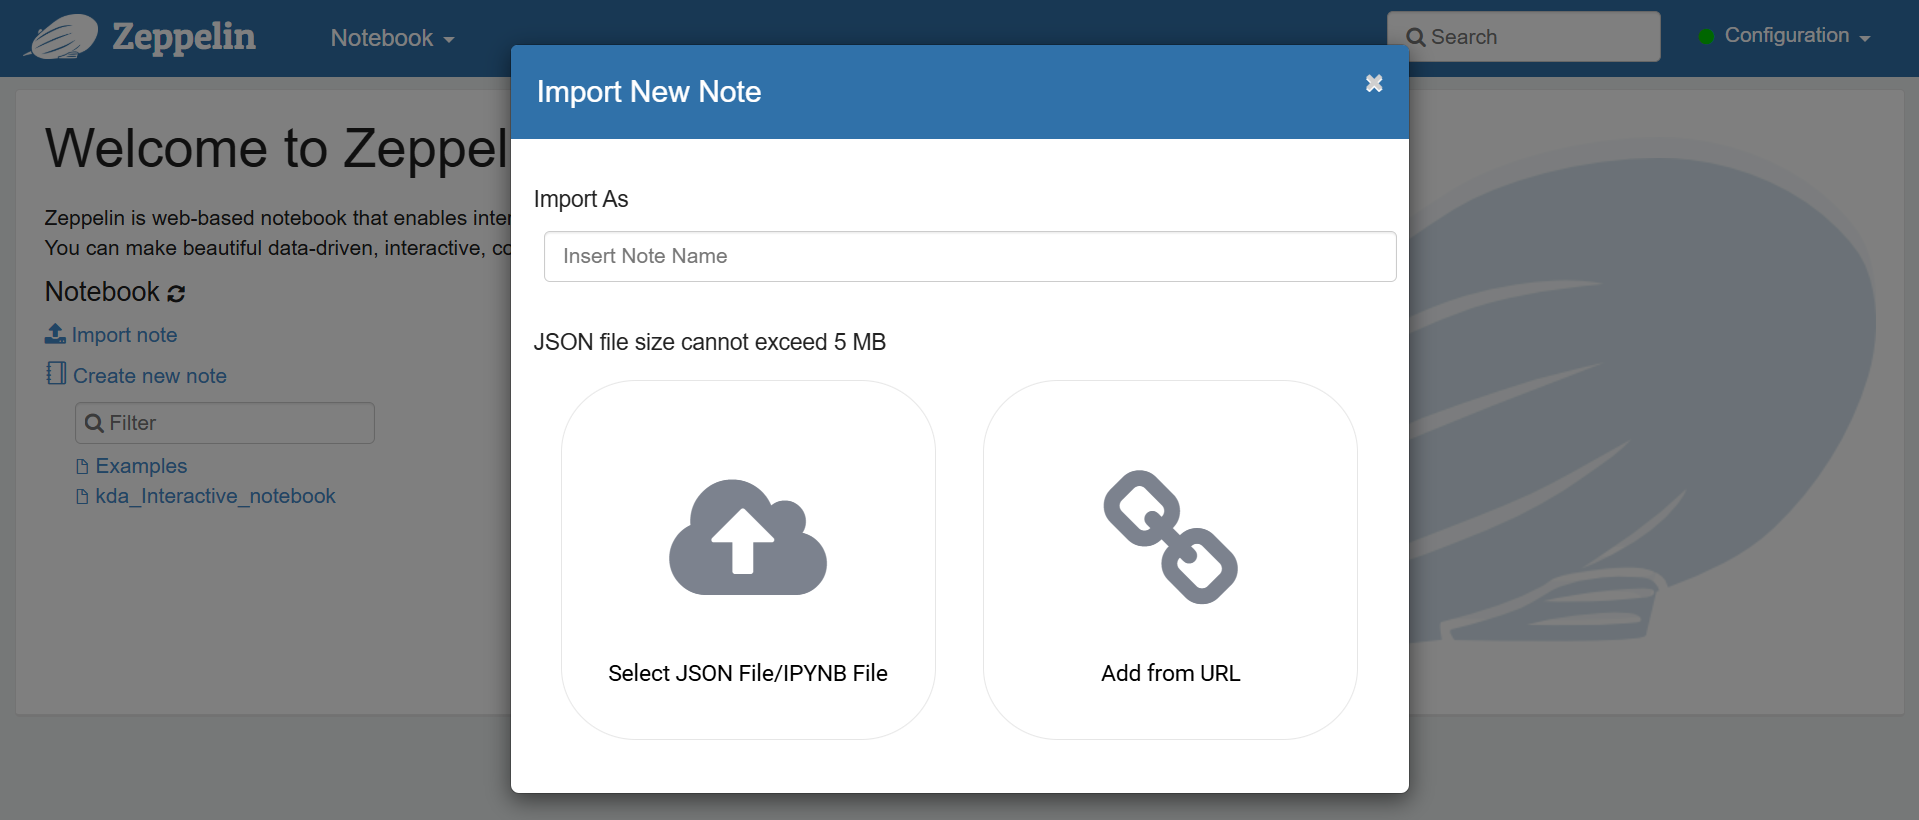 Zeppelin
Notebook
Search
Configuration
Welcome to Zeppel
Zeppelin is web-based notebook that enables inter
You can make beautiful data-driven, interactive, co
Notebook
Import note
Create new note
Filter
Examples
kda_Interactive_notebook
Import New Note
Import As
Insert Note Name
JSON file size cannot exceed 5 MB
Select JSON File/IPYNB File
Add from URL